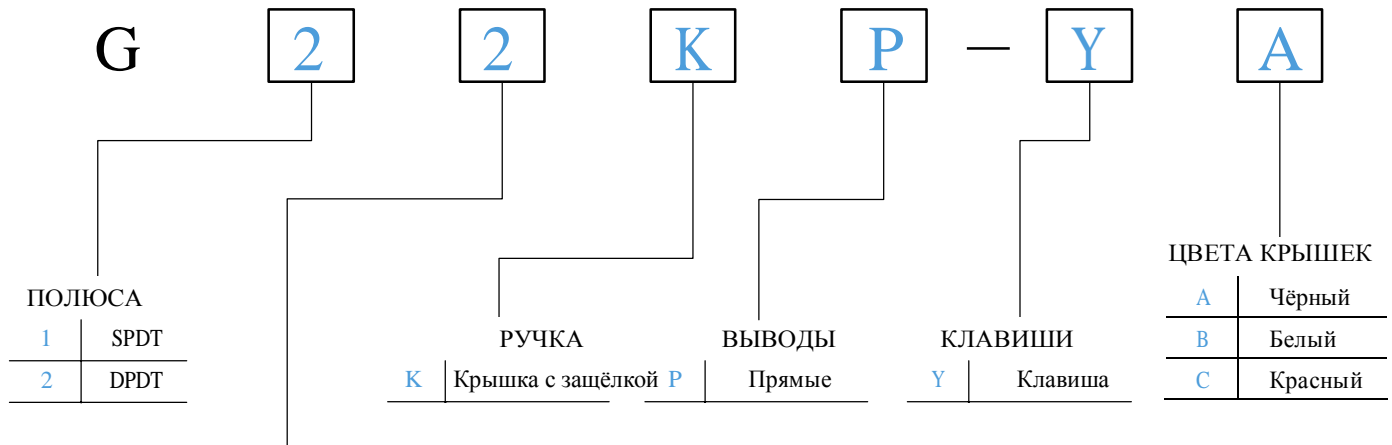 G 2 2 K P — Y A
ЦВЕТА КРЫШЕК
A Чёрный
B Белый
C Красный
ПОЛЮСА
1 SPDT
2 DPDT
РУЧКА
K Крышка с защёлкой
ВЫВОДЫ
P Прямые
КЛАВИШИ
Y Клавиша